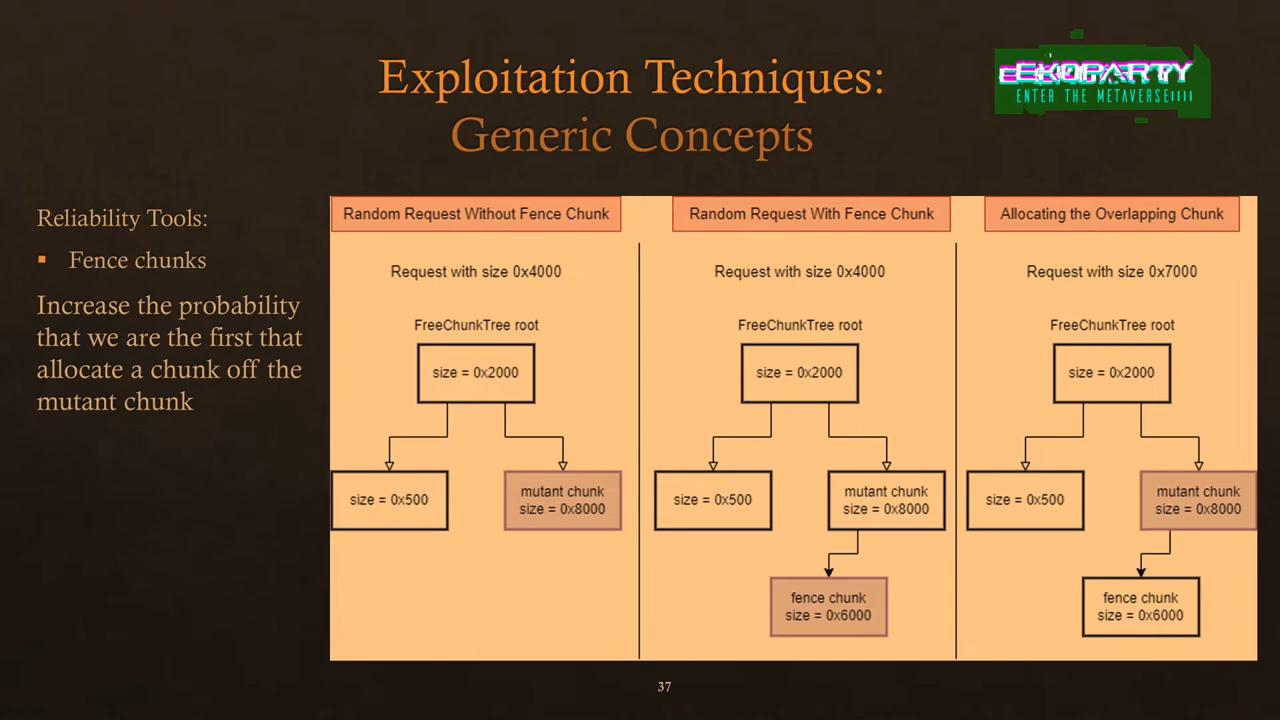 Exploitation Techniques:
Generic Concepts
EKOPARTY
ENTER THE METAVERSE
Reliability Tools:
▪ Fence chunks
Increase the probability
that we are the first that
allocate a chunk off the
mutant chunk
Random Request Without Fence Chunk
Request with size 0x4000
FreeChunkTree root
size = 0x2000
size = 0x500
mutant chunk
size = 0x8000
Random Request With Fence Chunk
Request with size 0x4000
FreeChunkTree root
size = 0x2000
size = 0x500
mutant chunk
size = 0x8000
fence chunk
size = 0x6000
Allocating the Overlapping Chunk
Request with size 0x7000
FreeChunkTree root
size = 0x2000
size = 0x500
mutant chunk
size = 0x8000
fence chunk
size = 0x6000
37